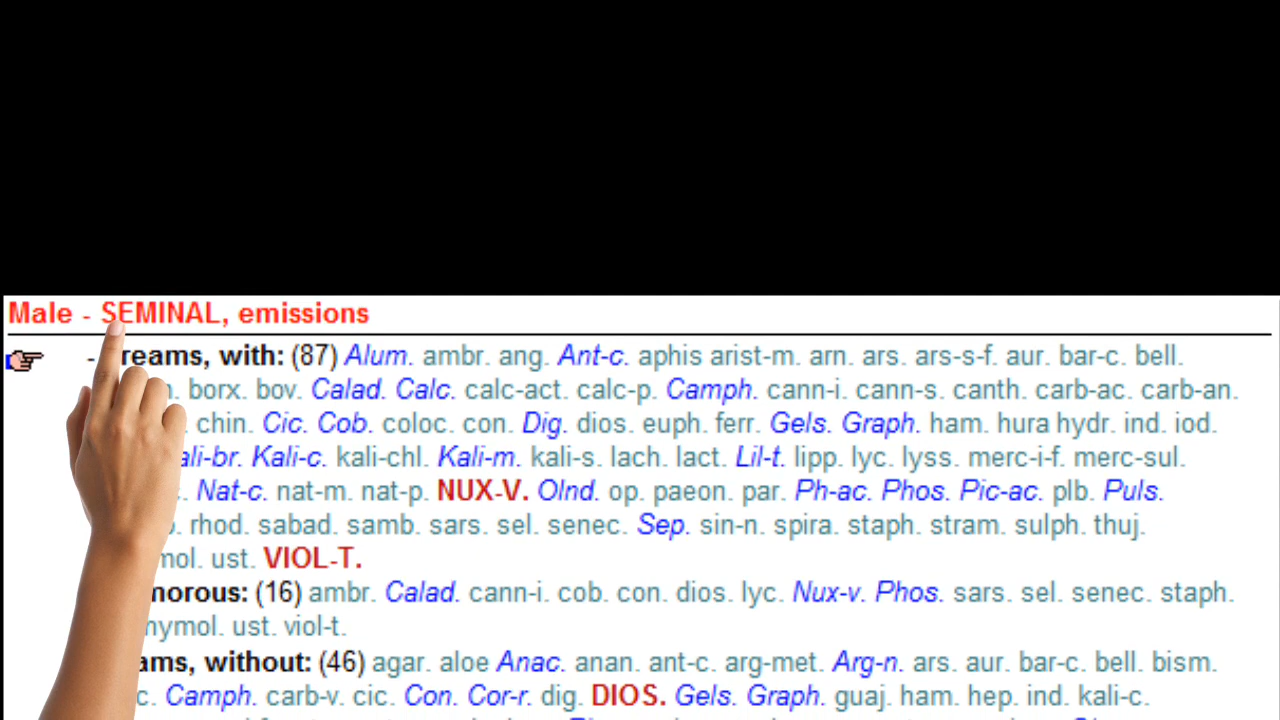 Male - SEMINAL, emissions
- reams, with: (87) Alum. ambr. ang. Ant-c. aphis arist-m. arn. ars. ars-s-f. aur. bar-c. bell.
borx. bov. Calad. Calc. calc-act. calc-p. Camph. cann-i. cann-s. canth. carb-ac. carb-an.
chin. Cic. Cob. coloc. con. Dig. dios. euph. ferr. Gels. Graph. ham. hura hydr. ind. iod.
ali-br. Kali-c. kali-chl. Kali-m. kali-s. lach. lact. Lil-t. lipp. lyc. lyss. merc-i-f. merc-sul.
Nat-c. nat-m. nat-p. NUX-V. Olnd. op. paeon. par. Ph-ac. Phos. Pic-ac. plb. Puls.
rhod. sabad. samb. sars. sel. senec. Sep. sin-n. spira. staph. stram. sulph. thuj.
mol. ust. VIOL-T.
morous: (16) ambr. Calad. cann-i. cob. con. dios. lyc. Nux-v. Phos. sars. sel. senec. staph.
hymol. ust. viol-t.
ams, without: (46) agar. aloe Anac. anan. ant-c. arg-met. Arg-n. ars. aur. bar-c. bell. bism.
c. Camph. carb-v. cic. Con. Cor-r. dig. DIOS. Gels. Graph. guaj. ham. hep. ind. kali-c.